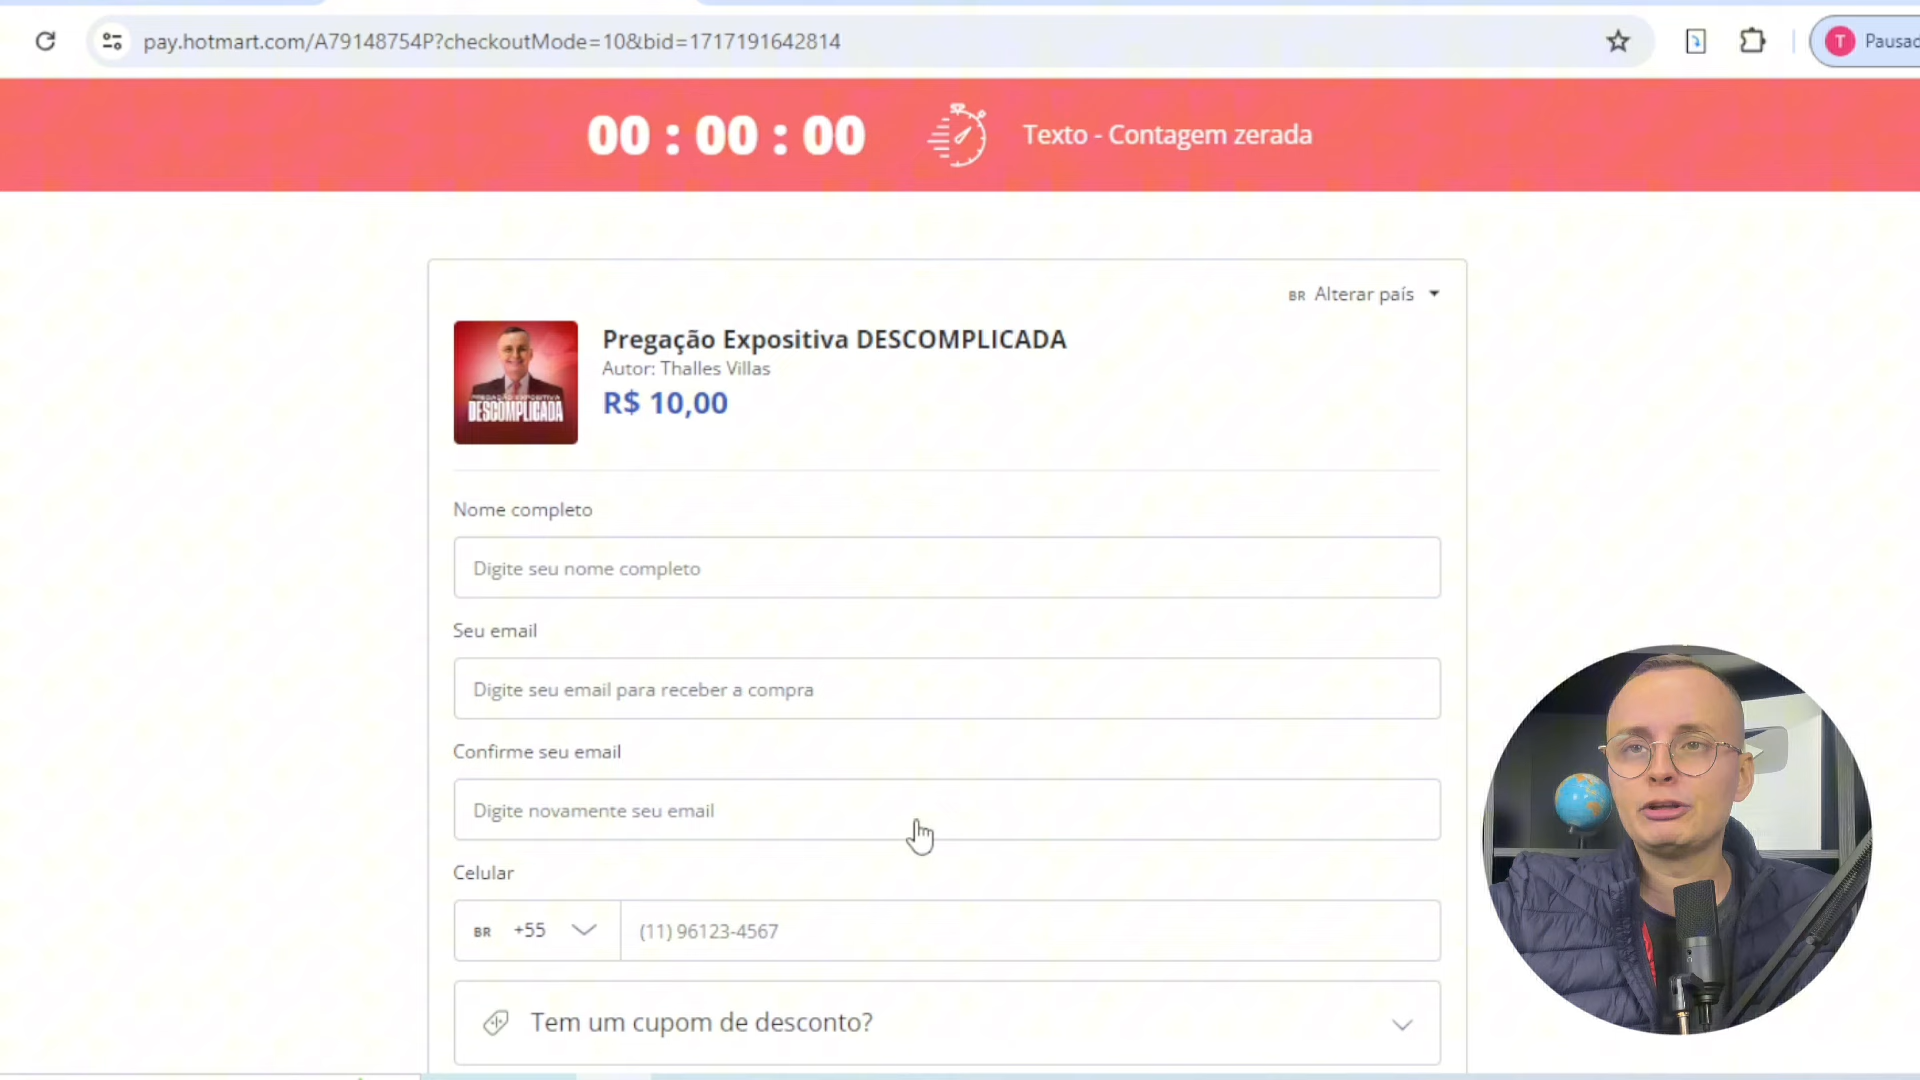 pay.hotmart.com/A79148754P?checkoutMode=10&bid=1717191642814
T Pausad
00 : 00 : 00
Texto - Contagem zerada
BR Alterar país
Pregação Expositiva DESCOMPLICADA
Autor: Thalles Villas
R$ 10,00
PREGAÇÃO EXPOSITIVA
DESCOMPLICADA
Nome completo
Digite seu nome completo
Seu email
Digite seu email para receber a compra
Confirme seu email
Digite novamente seu email
Celular
BR +55
(11) 96123-4567
Tem um cupom de desconto?